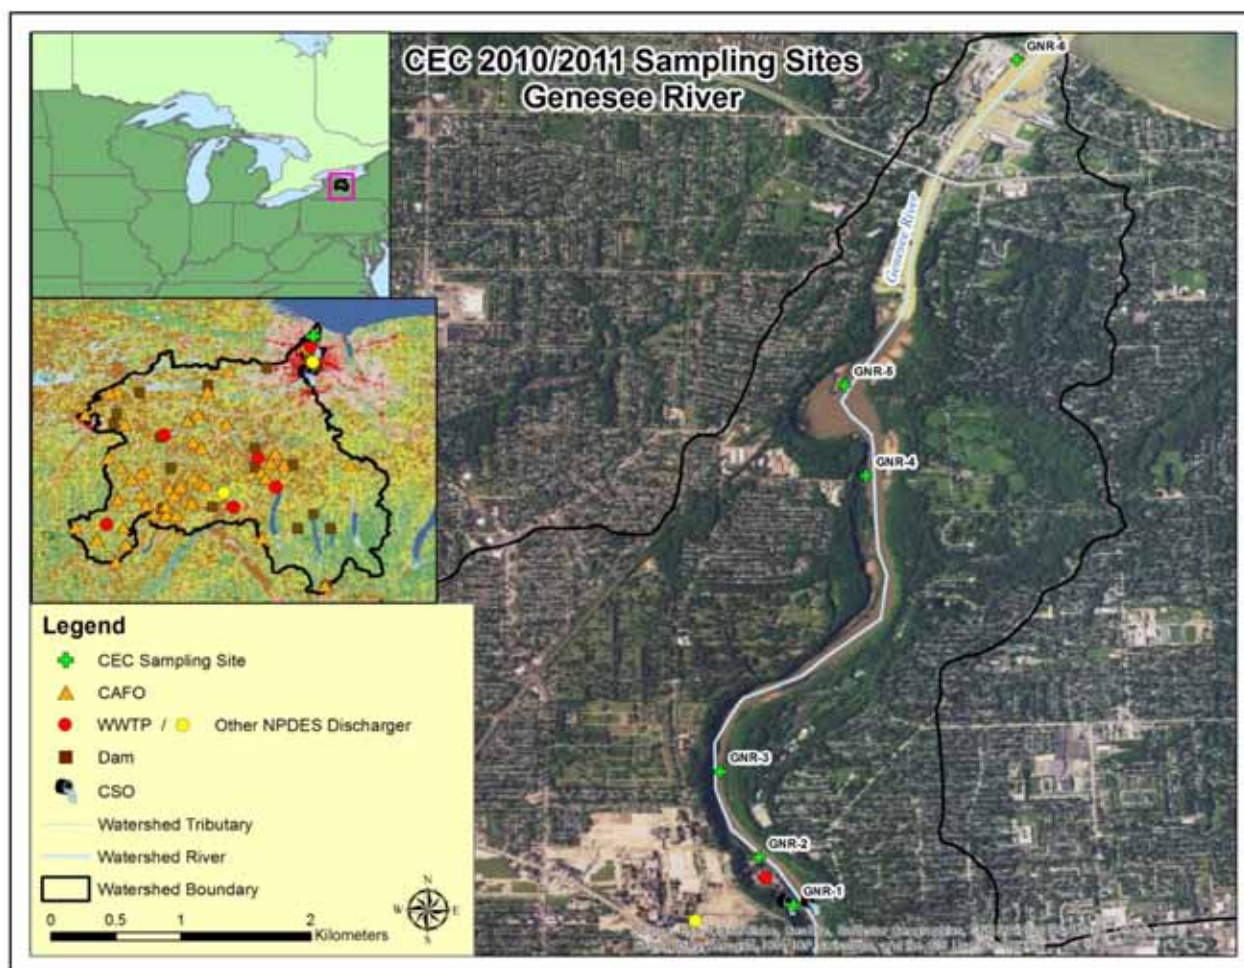 CEC 2010/2011 Sampling Sites
Genesee River
GNR-6
Genesee River
GNR-5
GNR-4
GNR-3
GNR-2
GNR-1
Legend
CEC Sampling Site
CAFO
WWTP / Other NPDES Discharger
Dam
CSO
Watershed Tributary
Watershed River
Watershed Boundary
N
W E
S
0 0.5 1 2
Kilometers